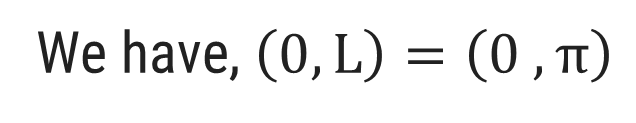 We have, (0, L) = (0 , π)